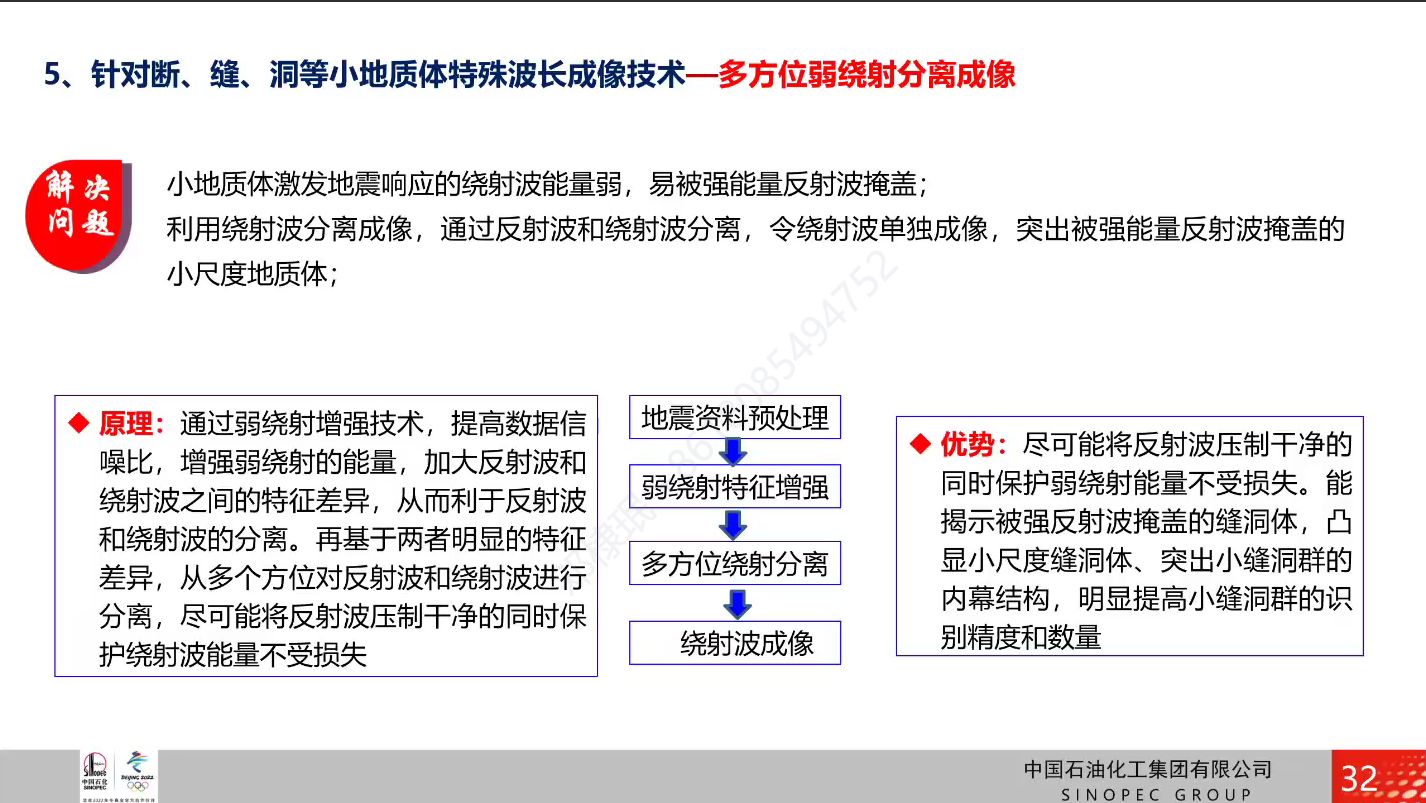 5、针对断、缝、洞等小地质体特殊波长成像技术—多方位弱绕射分离成像
解决
问题
小地质体激发地震响应的绕射波能量弱，易被强能量反射波掩盖；
利用绕射波分离成像，通过反射波和绕射波分离，令绕射波单独成像，突出被强能量反射波掩盖的
小尺度地质体；
◆ 原理：通过弱绕射增强技术，提高数据信
噪比，增强弱绕射的能量，加大反射波和
绕射波之间的特征差异，从而利于反射波
和绕射波的分离。再基于两者明显的特征
差异，从多个方位对反射波和绕射波进行
分离，尽可能将反射波压制干净的同时保
护绕射波能量不受损失
地震资料预处理
弱绕射特征增强
多方位绕射分离
绕射波成像
◆ 优势：尽可能将反射波压制干净的
同时保护弱绕射能量不受损失。能
揭示被强反射波掩盖的缝洞体，凸
显小尺度缝洞体、突出小缝洞群的
内幕结构，明显提高小缝洞群的识
别精度和数量
中国石化
SINOPEC
BEIJING 2022
中国石油化工集团有限公司
SINOPEC GROUP
32